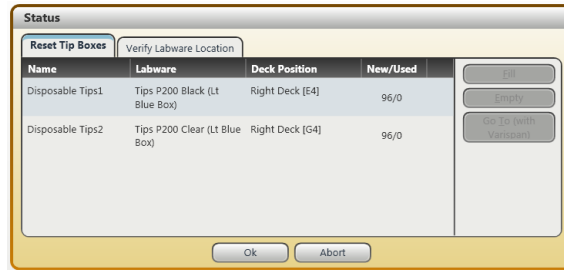 Status
Reset Tip Boxes
Verify Labware Location
Name Labware Deck Position New/Used
Disposable Tips1 Tips P200 Black (Lt Right Deck [E4] 96/0
Blue Box)
Disposable Tips2 Tips P200 Clear (Lt Blue Right Deck [G4] 96/0
Box)
Fill
Empty
Go To (with
Varispan)
Ok Abort